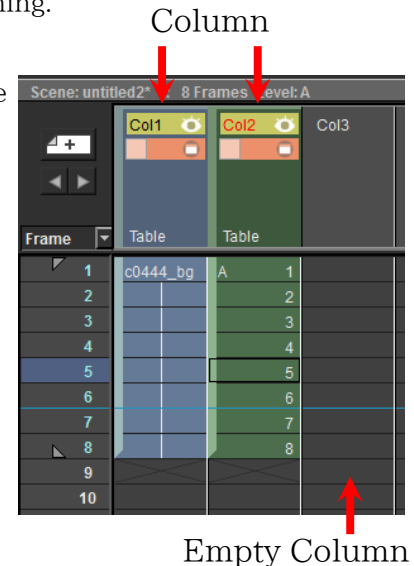 ning.
Column
e
Scene: untitled2* : 8 Frames Level: A
Col1 Col2 Col3
+
Frame Table Table
1 c0444_bg A 1
2 2
3 3
4 4
5 5
6 6
7 7
8 8
9
10
Empty Column